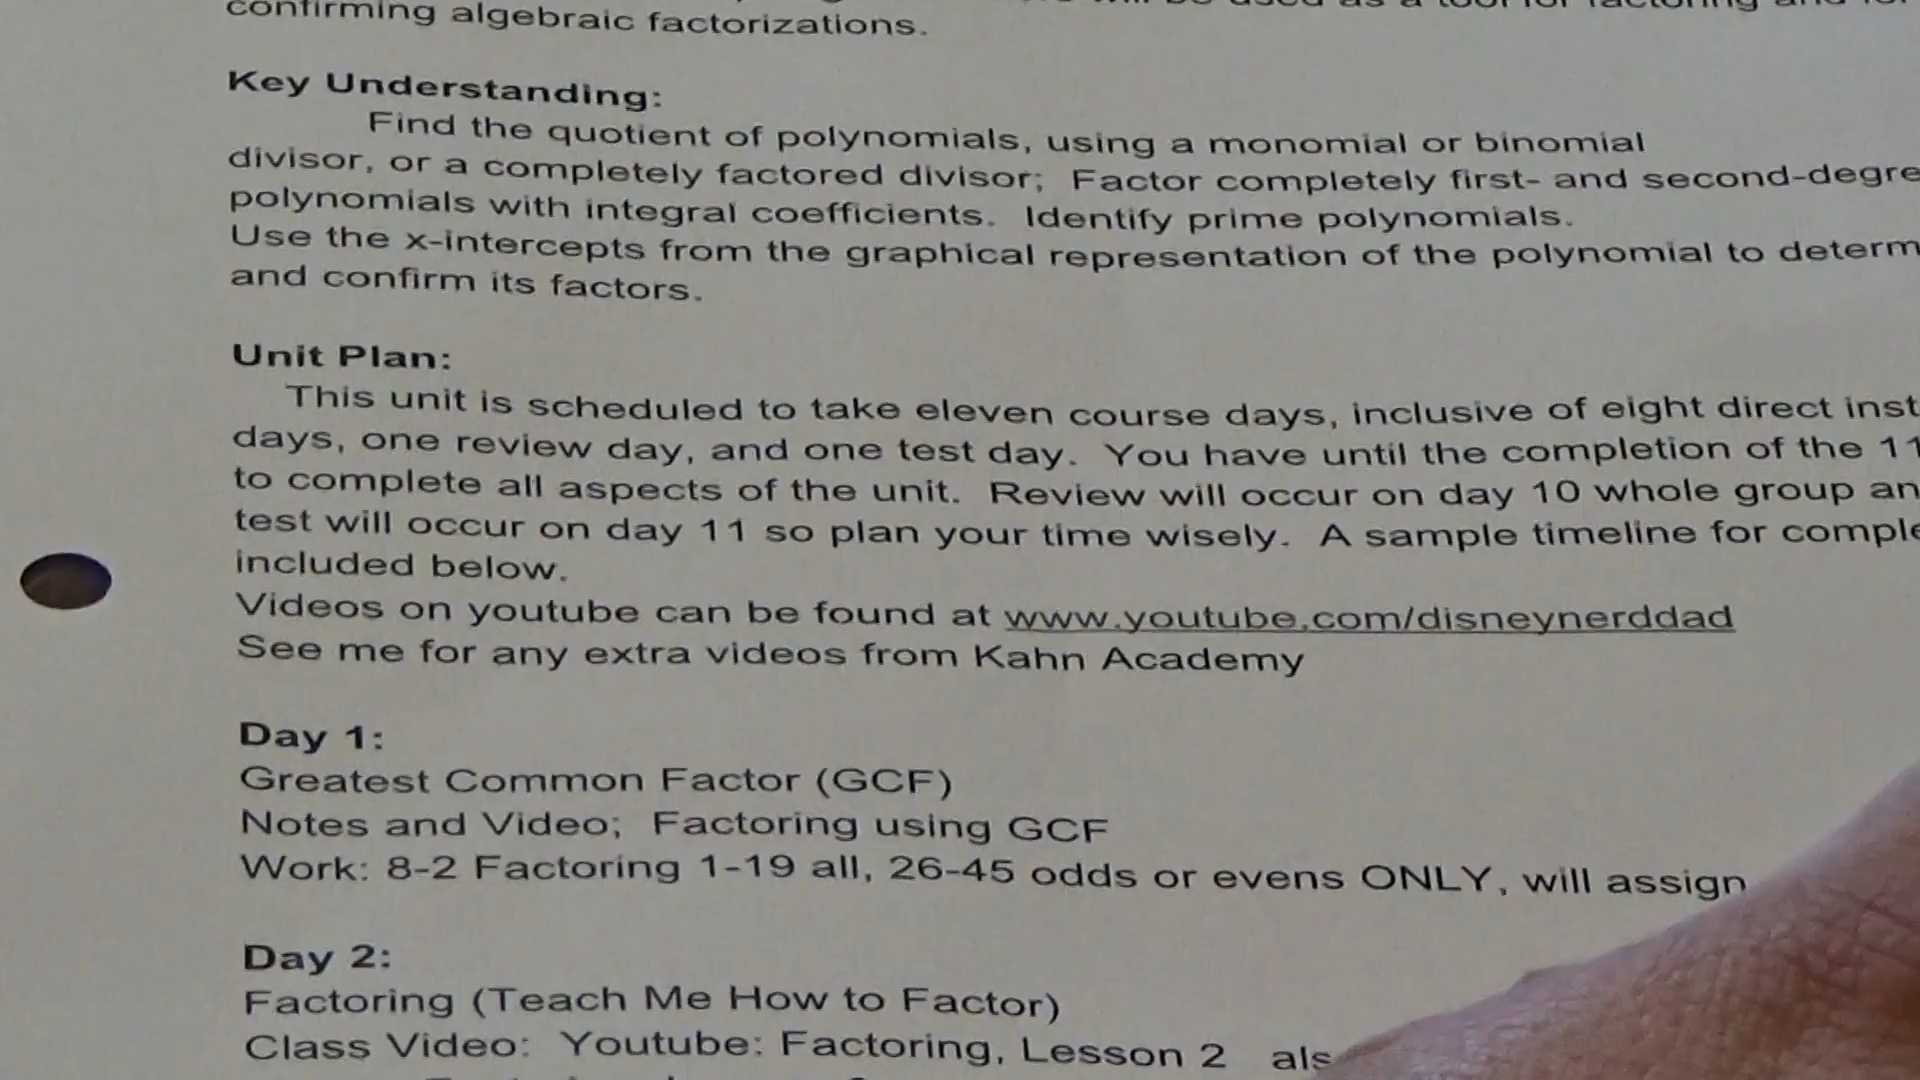 confirming algebraic factorizations.
Key Understanding:
Find the quotient of polynomials, using a monomial or binomial
divisor, or a completely factored divisor; Factor completely first- and second-degre
polynomials with integral coefficients. Identify prime polynomials.
Use the x-intercepts from the graphical representation of the polynomial to determ
and confirm its factors.
Unit Plan:
This unit is scheduled to take eleven course days, inclusive of eight direct inst
days, one review day, and one test day. You have until the completion of the 11
to complete all aspects of the unit. Review will occur on day 10 whole group an
test will occur on day 11 so plan your time wisely. A sample timeline for comple
included below.
Videos on youtube can be found at www.youtube.com/disneynerddad
See me for any extra videos from Kahn Academy
Day 1:
Greatest Common Factor (GCF)
Notes and Video; Factoring using GCF
Work: 8-2 Factoring 1-19 all, 26-45 odds or evens ONLY, will assign
Day 2:
Factoring (Teach Me How to Factor)
Class Video: Youtube: Factoring, Lesson 2 als